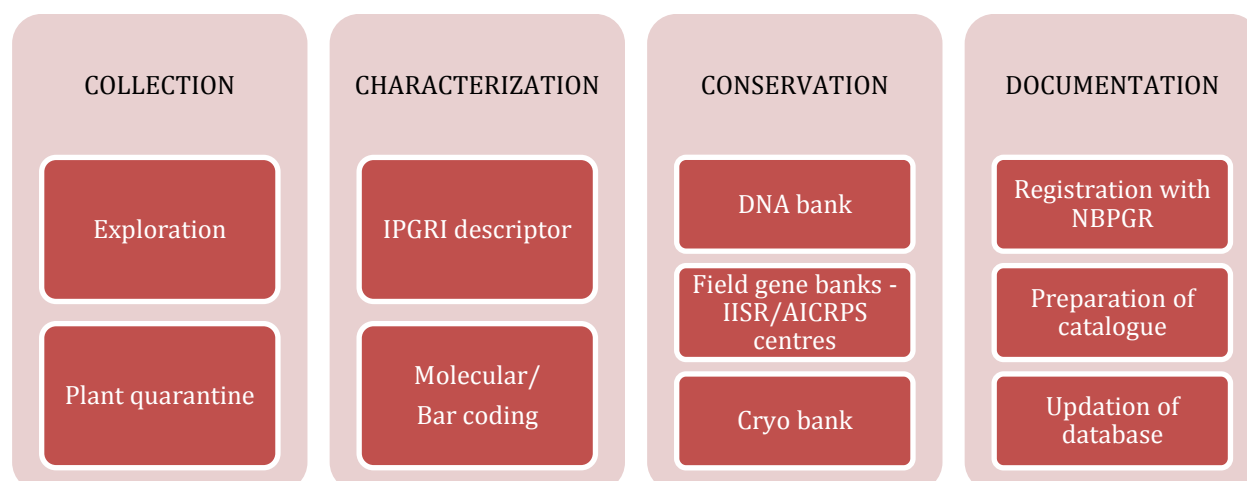 COLLECTION
Exploration
Plant quarantine
CHARACTERIZATION
IPGRI descriptor
Molecular/
Bar coding
CONSERVATION
DNA bank
Field gene banks -
IISR/AICRPS
centres
Cryo bank
DOCUMENTATION
Registration with
NBPGR
Preparation of
catalogue
Updation of
database